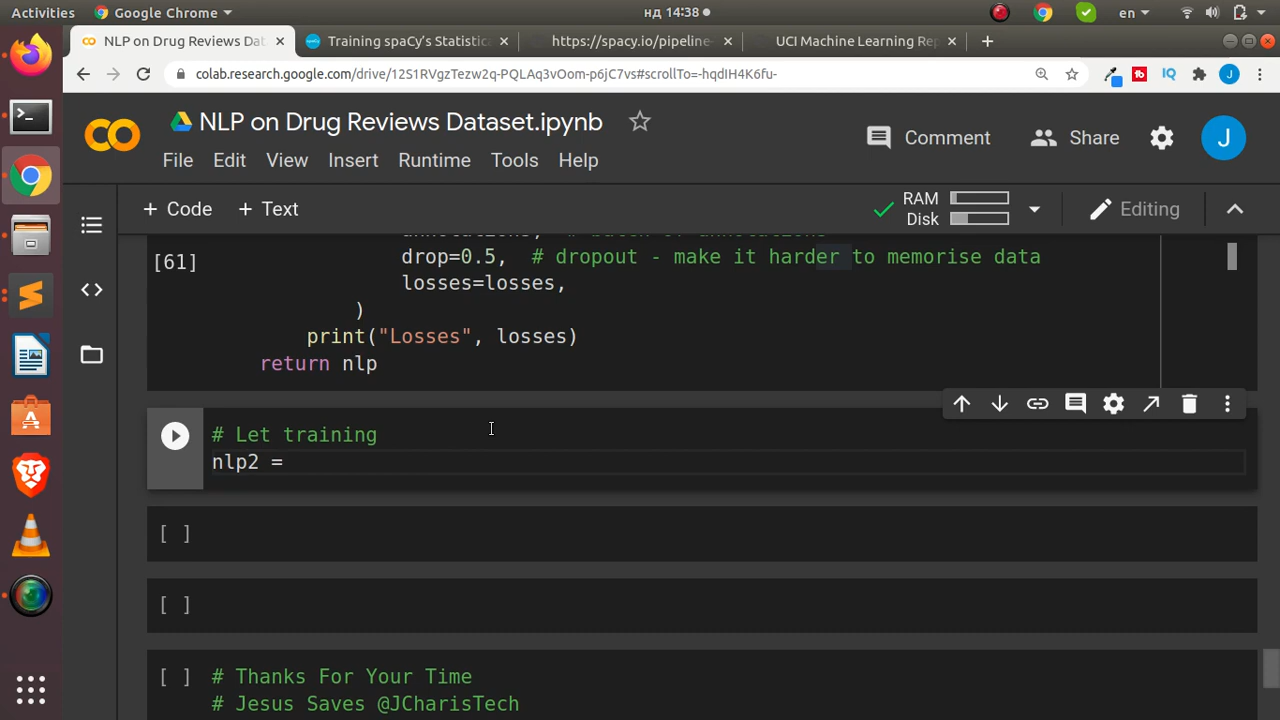 Activities
Google Chrome
нд 14:38
en
NLP on Drug Reviews Dat
Training spaCy's Statistica
https://spacy.io/pipeline-
UCI Machine Learning Rep
colab.research.google.com/drive/12S1RVgzTezw2q-PQLAq3vOom-p6jC7vs#scrollTo=-hqdIH4K6fu-
IQ
J
NLP on Drug Reviews Dataset.ipynb
Comment
Share
J
File Edit View Insert Runtime Tools Help
+ Code + Text
RAM
Disk
Editing
[61]
drop=0.5, # dropout - make it harder to memorise data
losses=losses,
)
print("Losses", losses)
return nlp
# Let training
nlp2 =
[ ]
[ ]
[ ] # Thanks For Your Time
# Jesus Saves @JCharisTech